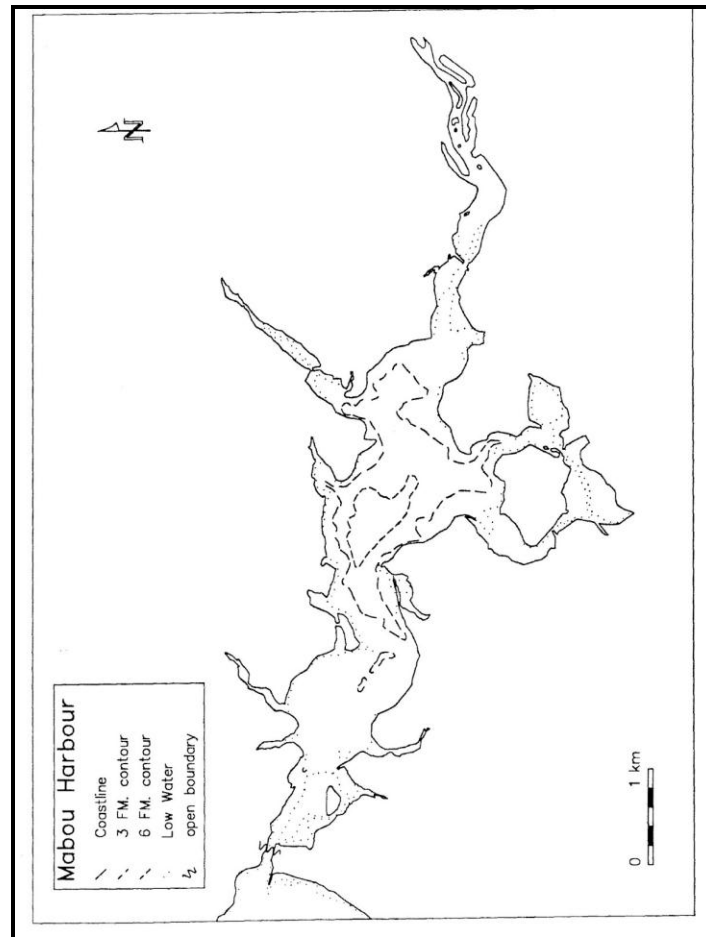 Mabou Harbour
Coastline
3 FM. contour
6 FM. contour
Low Water
open boundary
N
0 1 km